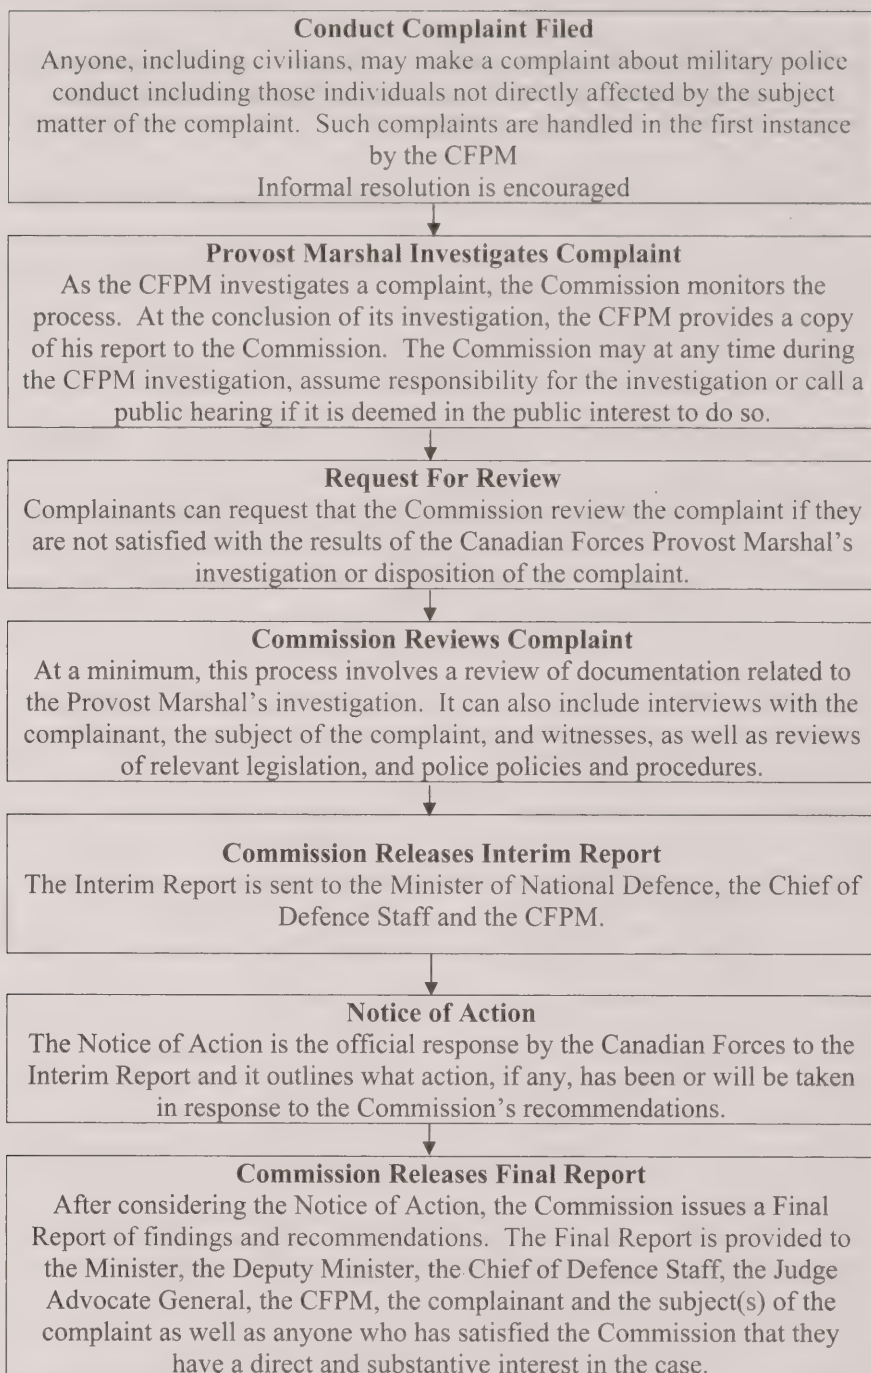 Conduct Complaint Filed
Anyone, including civilians, may make a complaint about military police
conduct including those individuals not directly affected by the subject
matter of the complaint. Such complaints are handled in the first instance
by the CFPM
Informal resolution is encouraged
Provost Marshal Investigates Complaint
As the CFPM investigates a complaint, the Commission monitors the
process. At the conclusion of its investigation, the CFPM provides a copy
of his report to the Commission. The Commission may at any time during
the CFPM investigation, assume responsibility for the investigation or call a
public hearing if it is deemed in the public interest to do so.
Request For Review
Complainants can request that the Commission review the complaint if they
are not satisfied with the results of the Canadian Forces Provost Marshal's
investigation or disposition of the complaint.
Commission Reviews Complaint
At a minimum, this process involves a review of documentation related to
the Provost Marshal's investigation. It can also include interviews with the
complainant, the subject of the complaint, and witnesses, as well as reviews
of relevant legislation, and police policies and procedures.
Commission Releases Interim Report
The Interim Report is sent to the Minister of National Defence, the Chief of
Defence Staff and the CFPM.
Notice of Action
The Notice of Action is the official response by the Canadian Forces to the
Interim Report and it outlines what action, if any, has been or will be taken
in response to the Commission's recommendations.
Commission Releases Final Report
After considering the Notice of Action, the Commission issues a Final
Report of findings and recommendations. The Final Report is provided to
the Minister, the Deputy Minister, the Chief of Defence Staff, the Judge
Advocate General, the CFPM, the complainant and the subject(s) of the
complaint as well as anyone who has satisfied the Commission that they
have a direct and substantive interest in the case.